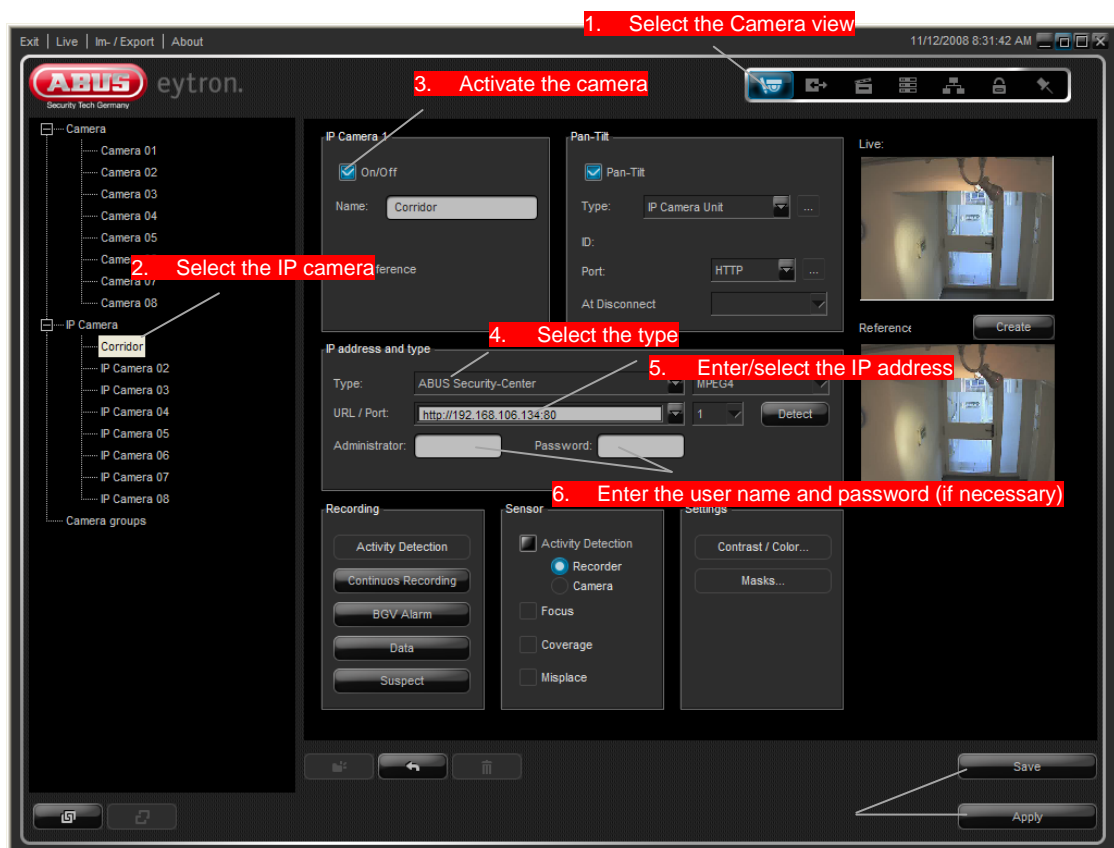 1. Select the Camera view
Exit | Live | Im- / Export | About
11/12/2008 8:31:42 AM
ABUS
Security Tech Germany
eytron.
3. Activate the camera
Camera
Camera 01
Camera 02
Camera 03
Camera 04
Camera 05
Camera 07
Camera 08
2. Select the IP camera
IP Camera
Corridor
IP Camera 02
IP Camera 03
IP Camera 04
IP Camera 05
IP Camera 06
IP Camera 07
IP Camera 08
Camera groups
IP Camera 1
On/Off
Name: Corridor
Pan-Tilt
Pan-Tilt
Type: IP Camera Unit ...
ID:
Port: HTTP ...
At Disconnect
Live:
Reference
Create
4. Select the type
IP address and type
5. Enter/select the IP address
Type: ABUS Security-Center MPEG4
URL / Port: http://192.168.106.134:80 1 Detect
Administrator: Password:
6. Enter the user name and password (if necessary)
Recording
Activity Detection
Continuos Recording
BGV Alarm
Data
Suspect
Sensor
Activity Detection
Recorder
Camera
Focus
Coverage
Misplace
Settings
Contrast / Color...
Masks...
Save
Apply